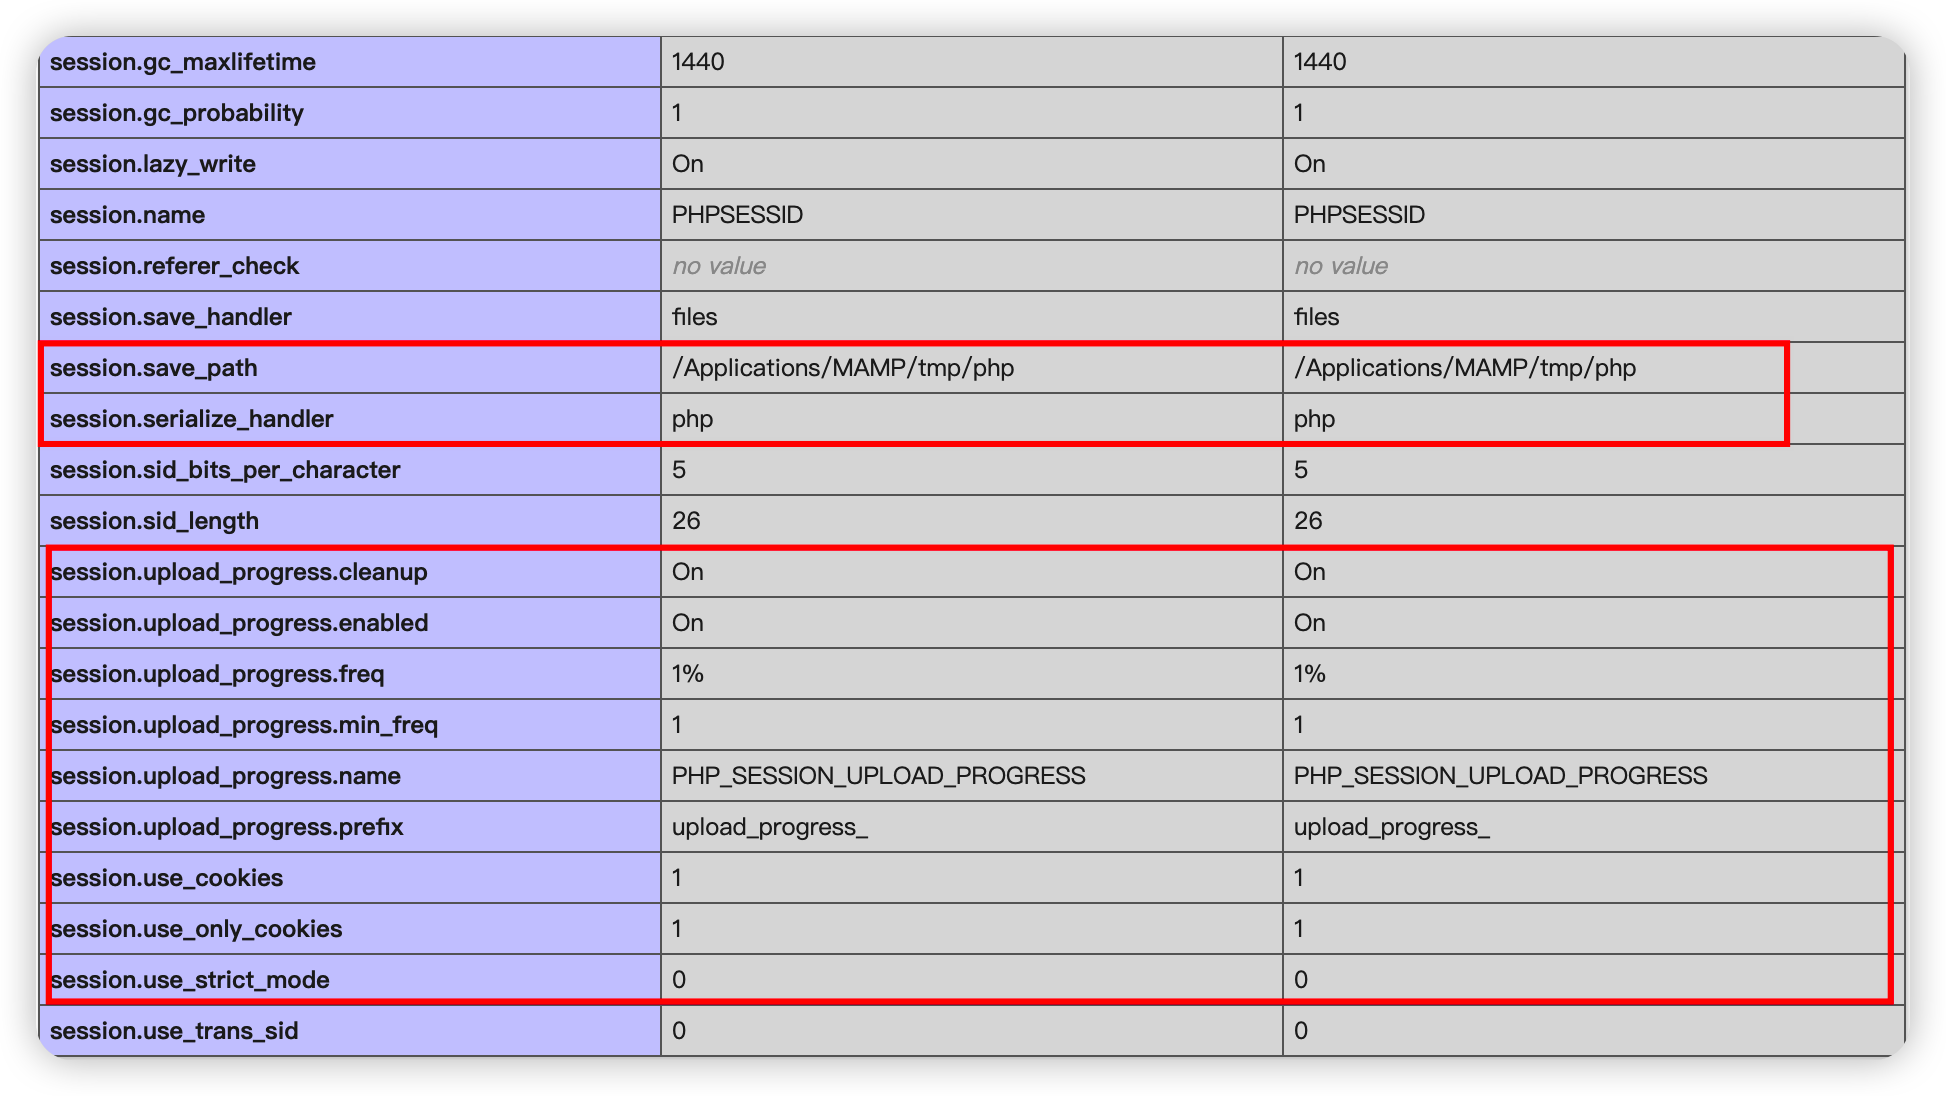 session.gc_maxlifetime 1440 1440
session.gc_probability 1 1
session.lazy_write On On
session.name PHPSESSID PHPSESSID
session.referer_check no value no value
session.save_handler files files
session.save_path /Applications/MAMP/tmp/php /Applications/MAMP/tmp/php
session.serialize_handler php php
session.sid_bits_per_character 5 5
session.sid_length 26 26
session.upload_progress.cleanup On On
session.upload_progress.enabled On On
session.upload_progress.freq 1% 1%
session.upload_progress.min_freq 1 1
session.upload_progress.name PHP_SESSION_UPLOAD_PROGRESS PHP_SESSION_UPLOAD_PROGRESS
session.upload_progress.prefix upload_progress_ upload_progress_
session.use_cookies 1 1
session.use_only_cookies 1 1
session.use_strict_mode 0 0
session.use_trans_sid 0 0